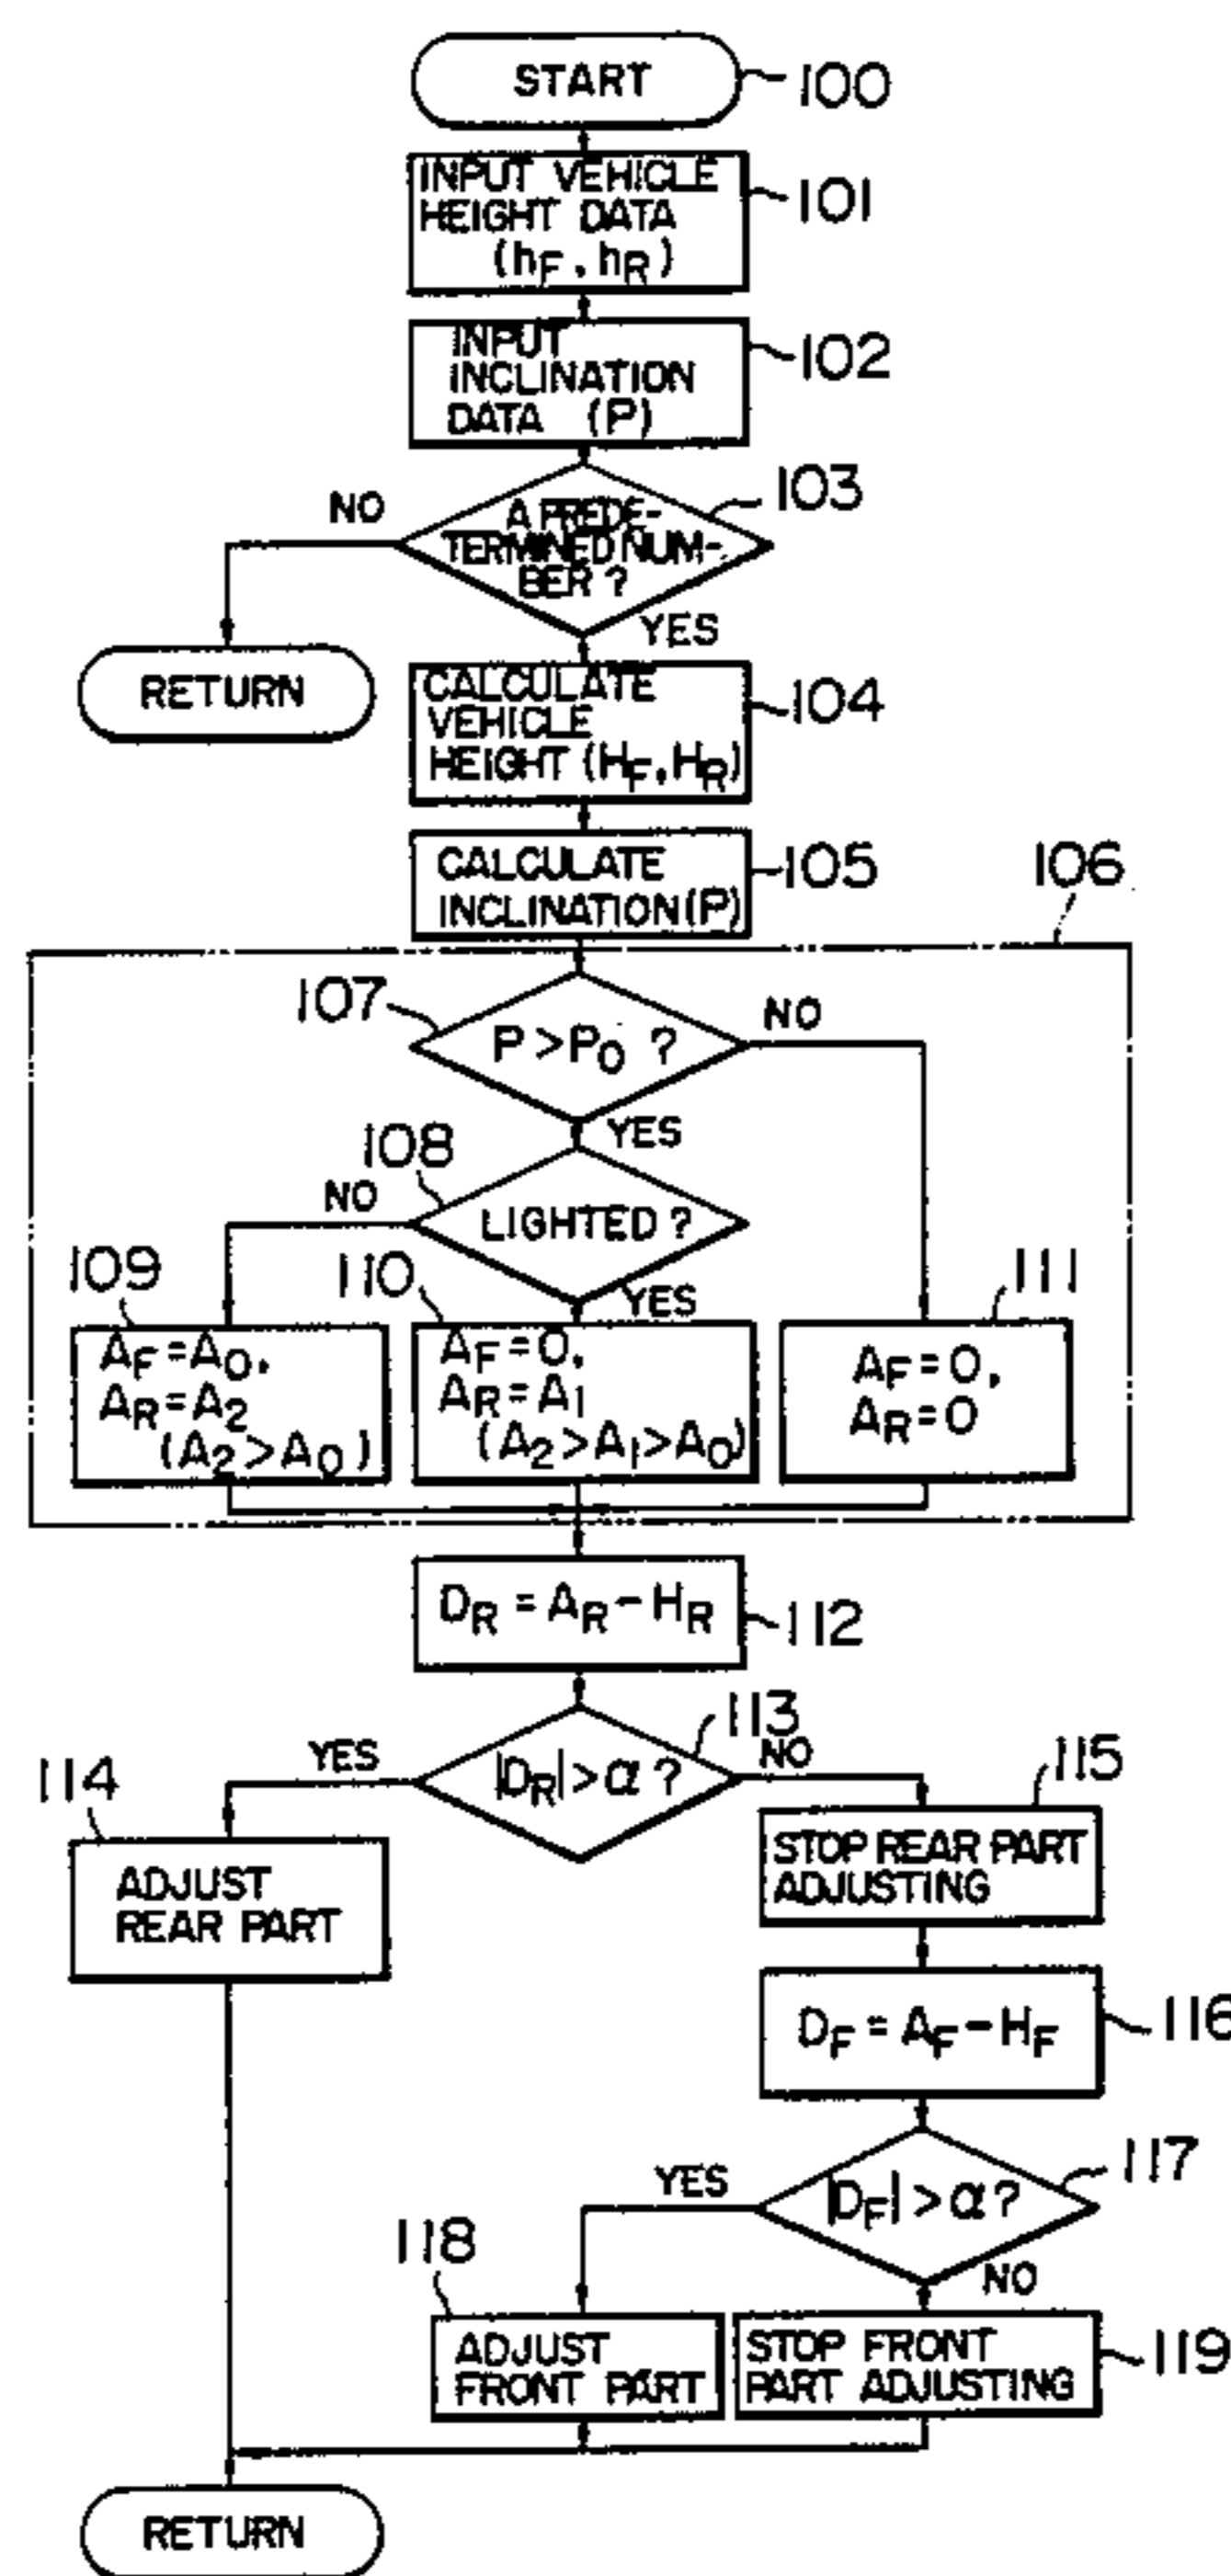 START
100
INPUT VEHICLE
HEIGHT DATA
(hF, hR)
101
INPUT
INCLINATION
DATA (P)
102
A PREDE-
TERMINED NUM-
BER ?
103
NO
YES
RETURN
CALCULATE
VEHICLE
HEIGHT (HF, HR)
104
CALCULATE
INCLINATION (P)
105
106
107
P > P0 ?
NO
YES
108
LIGHTED ?
NO
YES
109
AF = A0,
AR = A2
(A2 > A0)
110
AF = 0,
AR = A1
(A2 > A1 > A0)
111
AF = 0,
AR = 0
DR = AR - HR
112
113
|DR| > α ?
YES
NO
114
ADJUST
REAR PART
115
STOP REAR PART
ADJUSTING
DF = AF - HF
116
|DF| > α ?
117
YES
NO
118
ADJUST
FRONT PART
STOP FRONT
PART ADJUSTING
119
RETURN